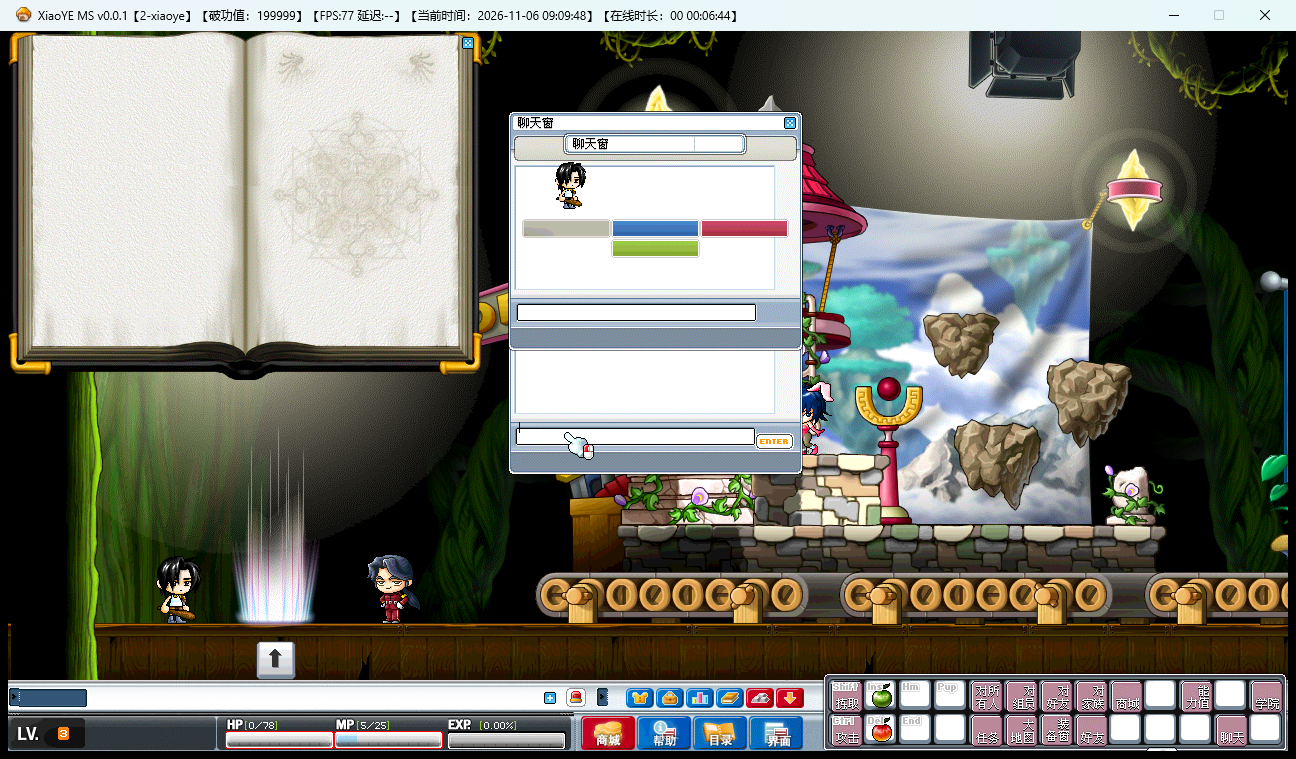 XiaoYE MS v0.0.1【2-xiaoye】【破功值：199999】【FPS:77 延迟:--】【当前时间：2026-11-06 09:09:48】【在线时长：00 00:06:44】
聊天窗
聊天窗
ENTER
Shift Ins Hm Pup
拣取 对所有人 对组员 对好友 对家族 商城 能力值 学院
Ctrl Del End
攻击 任务 大地图 装备窗 好友 聊天
LV. 3
HP[0/78] MP[5/25] EXP. [0.00%]
商城 帮助 目录 界面